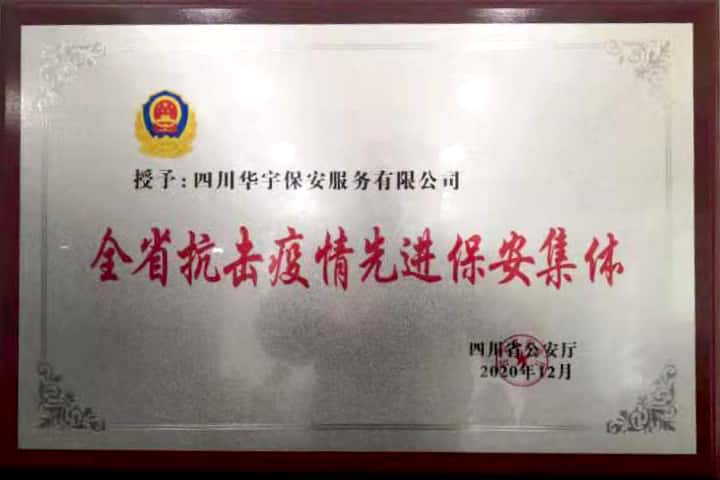 授予：四川华宇保安服务有限公司
全省抗击疫情先进保安集体
四川省公安厅
2020年12月